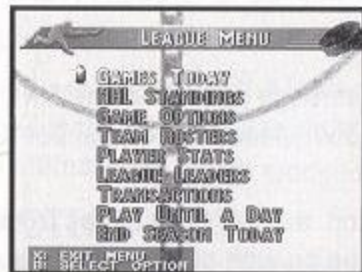 LEAGUE MENU
GAMES TODAY
NHL STANDINGS
GAME OPTIONS
TEAM ROSTERS
PLAYER STATS
LEAGUE LEADERS
TRANSACTIONS
PLAY UNTIL A DAY
END SEASON TODAY
X: EXIT MENU
B: SELECT OPTION